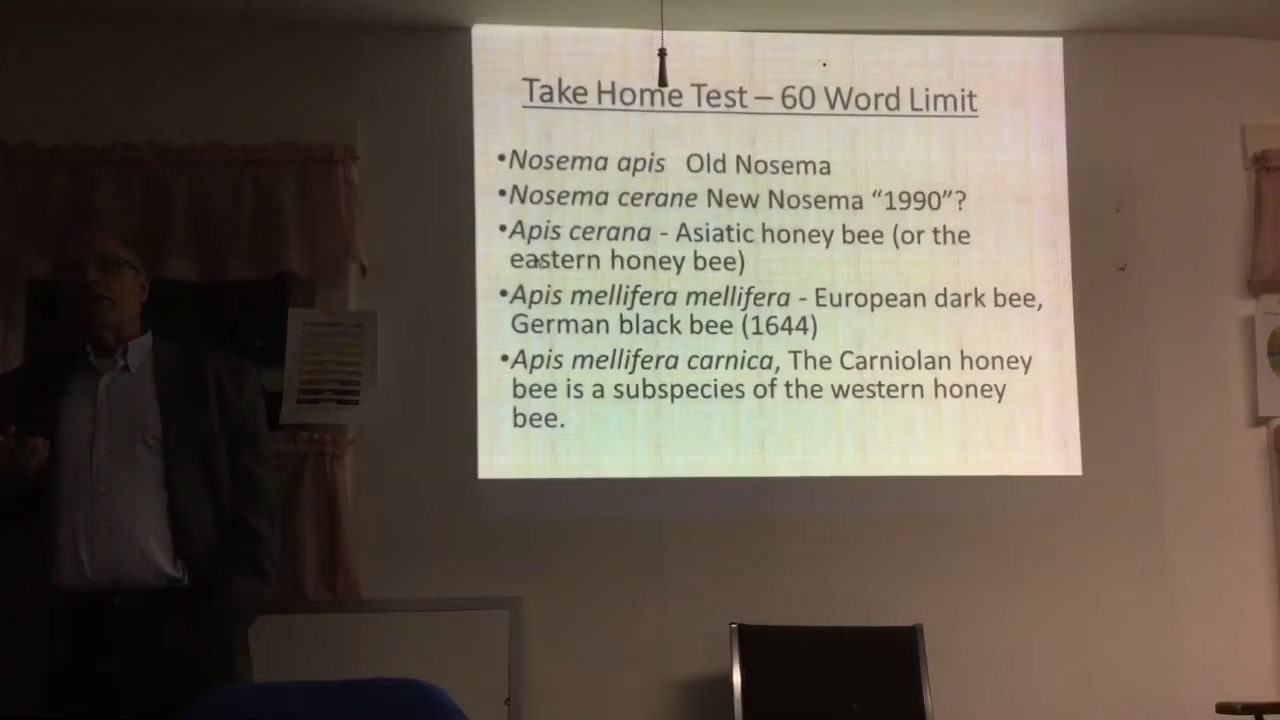 Take Home Test – 60 Word Limit
•Nosema apis Old Nosema
•Nosema cerane New Nosema “1990”?
•Apis cerana - Asiatic honey bee (or the
eastern honey bee)
•Apis mellifera mellifera - European dark bee,
German black bee (1644)
•Apis mellifera carnica, The Carniolan honey
bee is a subspecies of the western honey
bee.